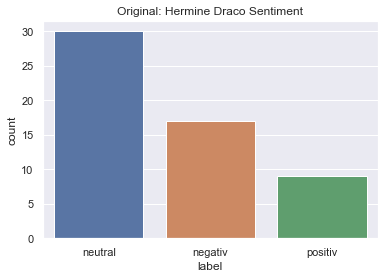 Original: Hermine Draco Sentiment
30
25
20
15
10
5
0
count
neutral negativ positiv
label